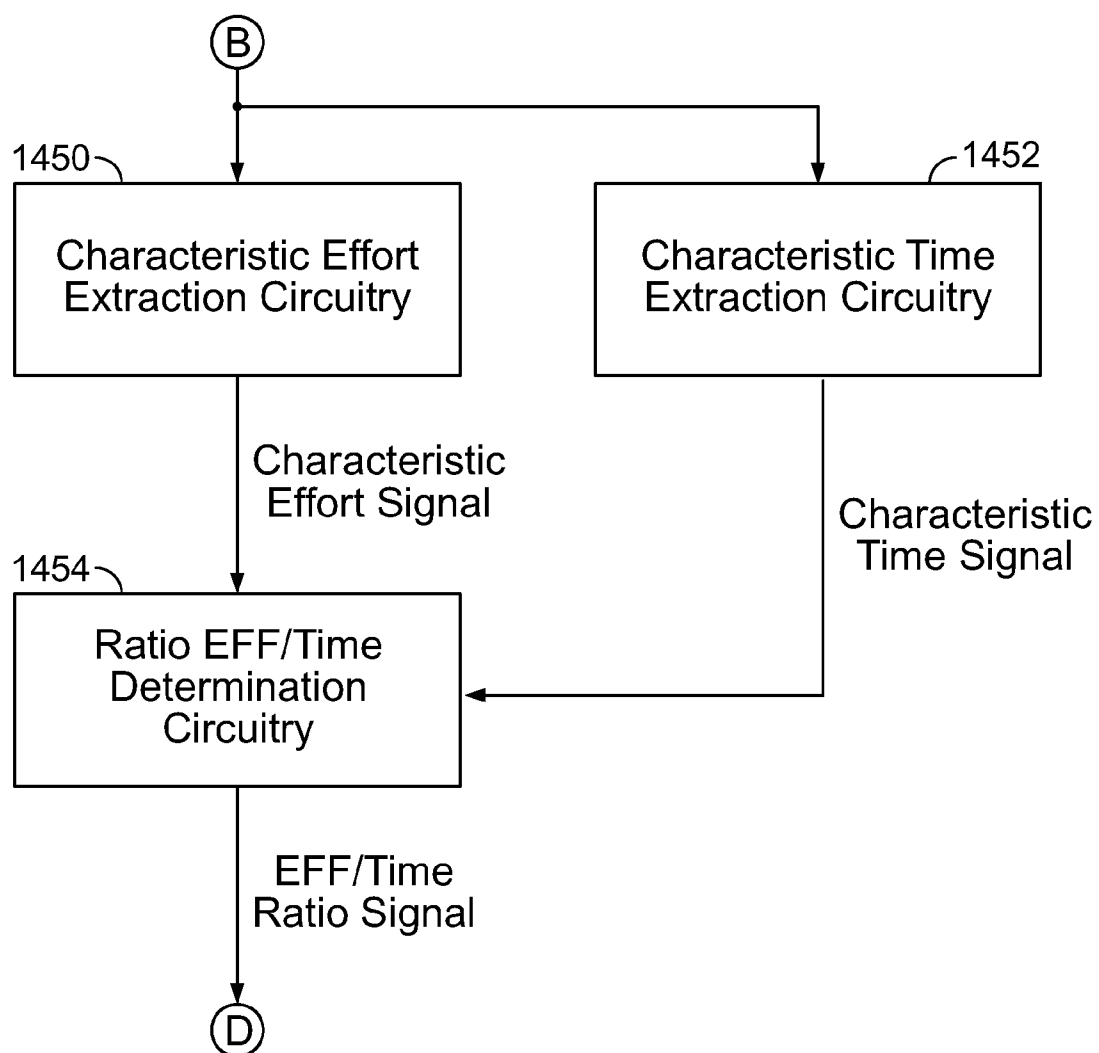 B
1450
1452
Characteristic Effort
Extraction Circuitry
Characteristic Time
Extraction Circuitry
Characteristic
Effort Signal
Characteristic
Time Signal
1454
Ratio EFF/Time
Determination
Circuitry
EFF/Time
Ratio Signal
D